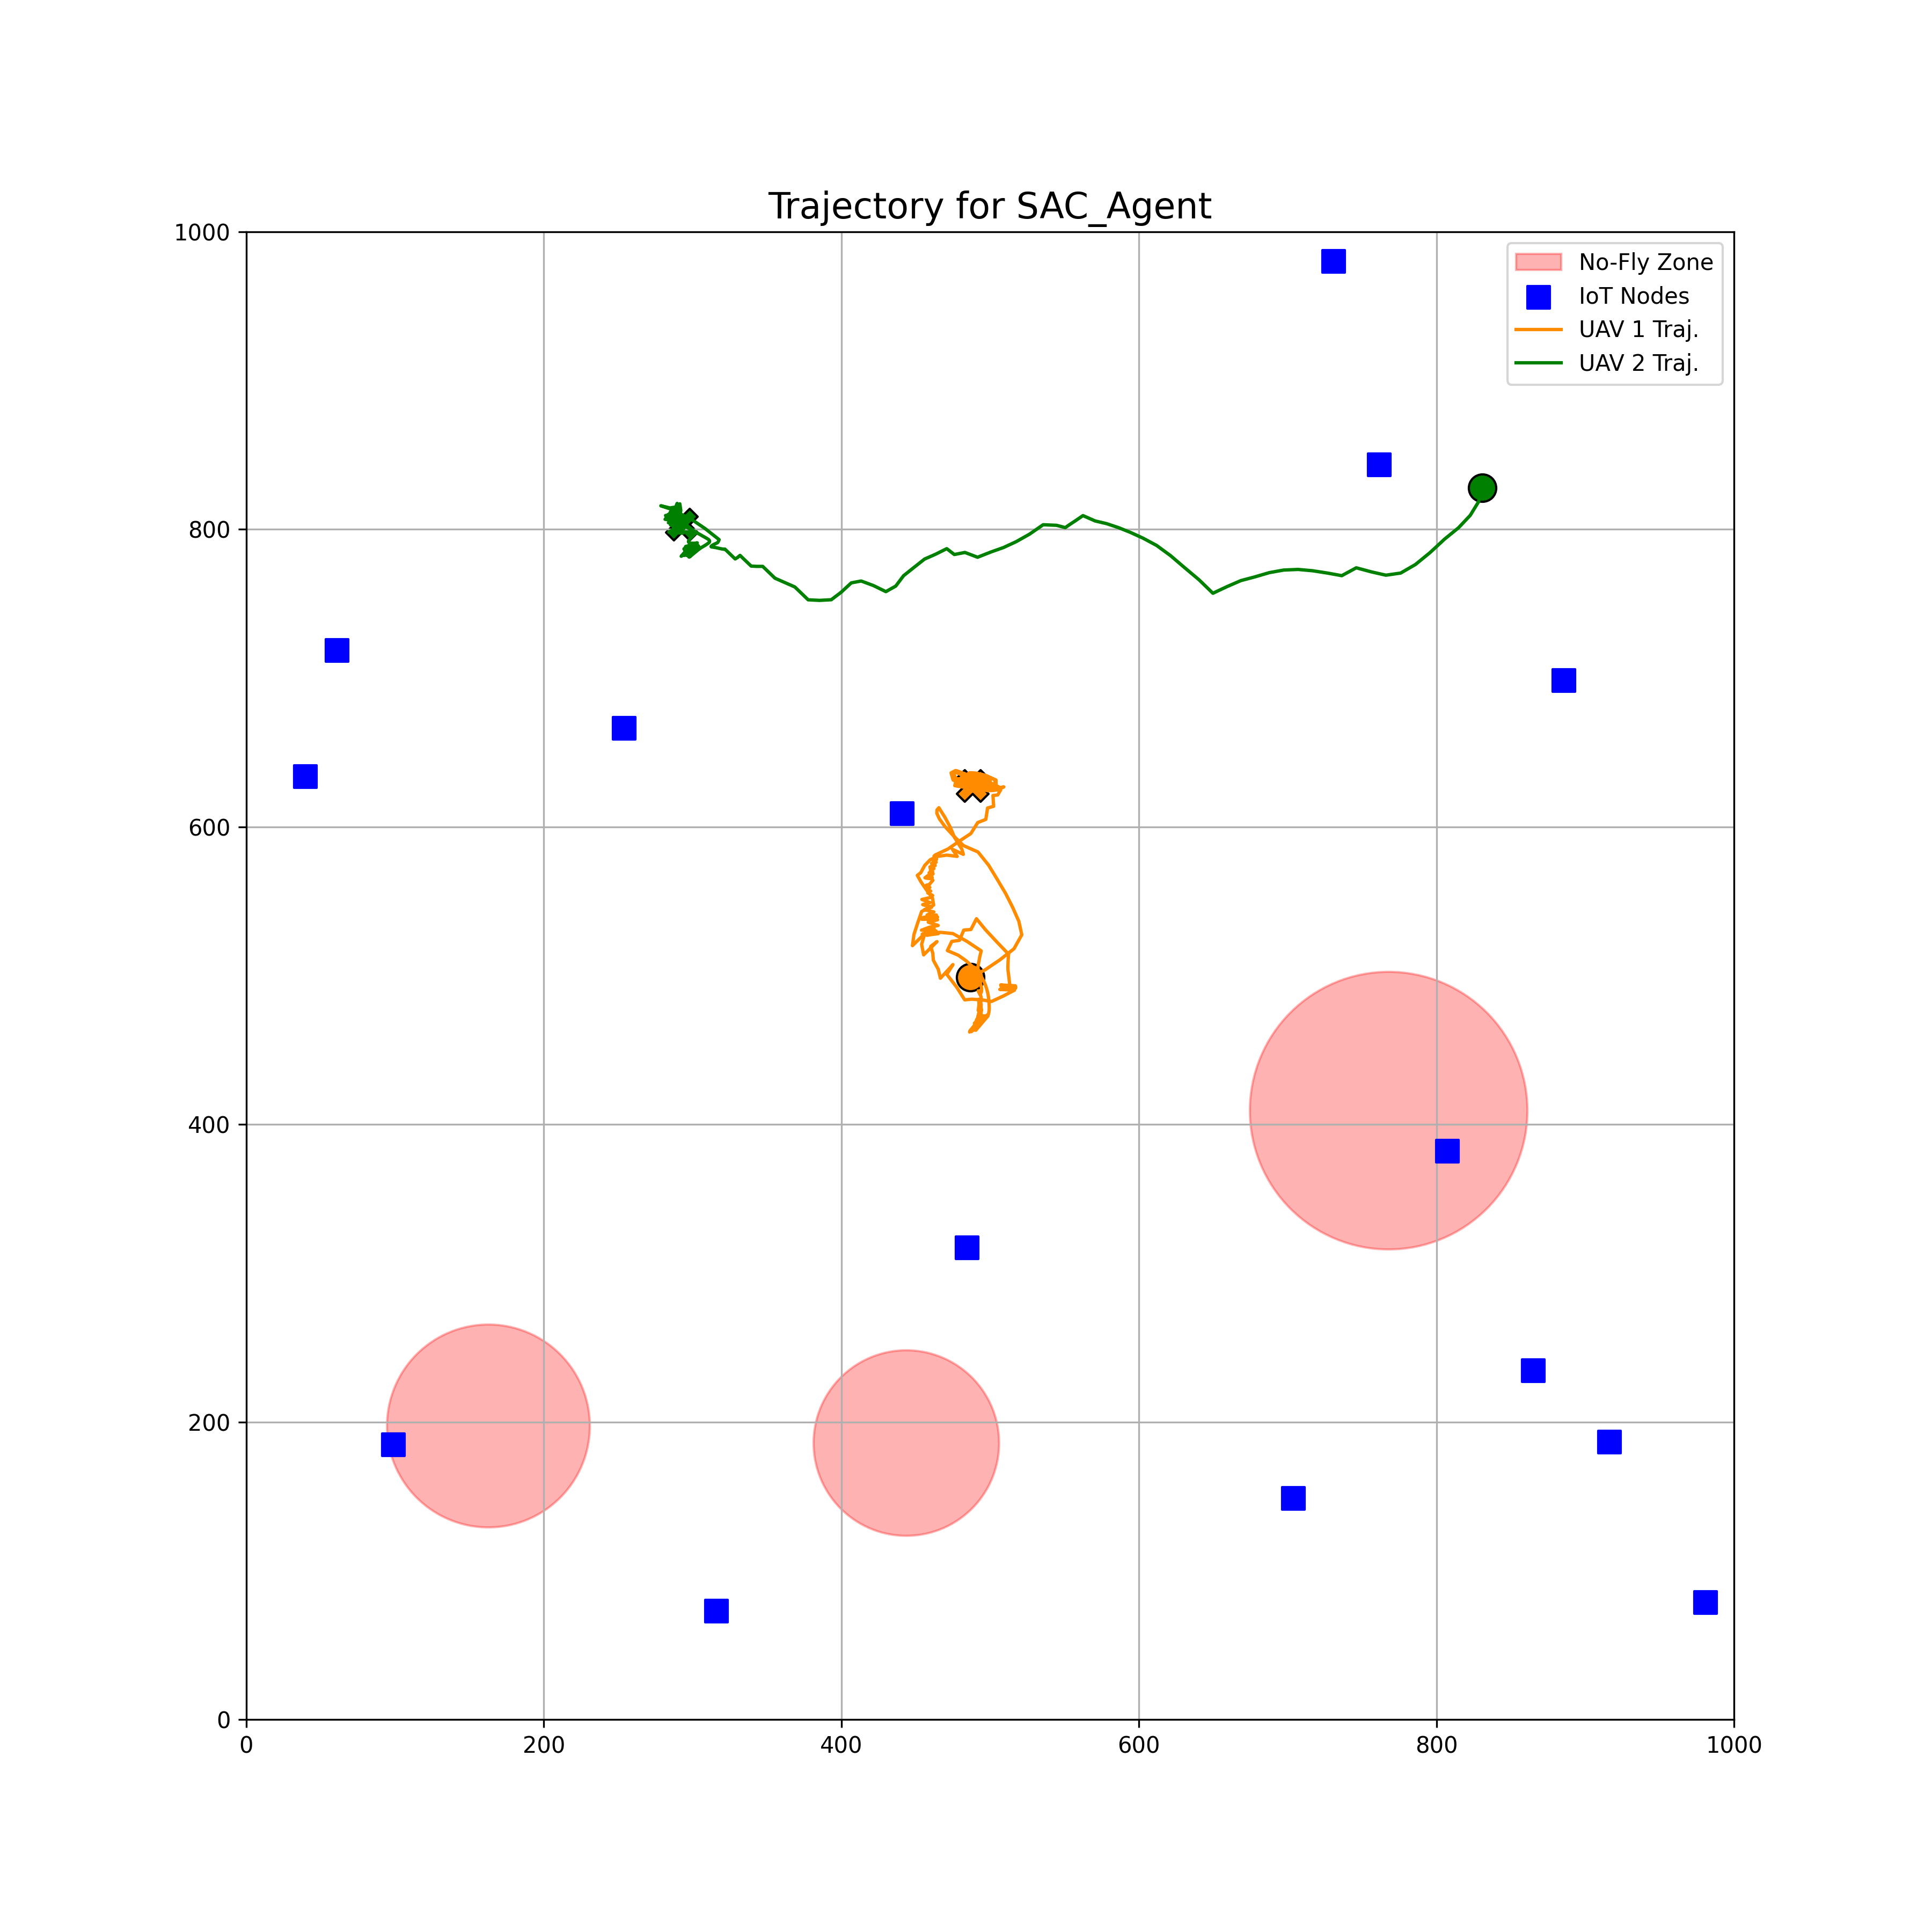 Trajectory for SAC_Agent
1000
800
600
400
200
0
0 200 400 600 800 1000
No-Fly Zone
IoT Nodes
UAV 1 Traj.
UAV 2 Traj.